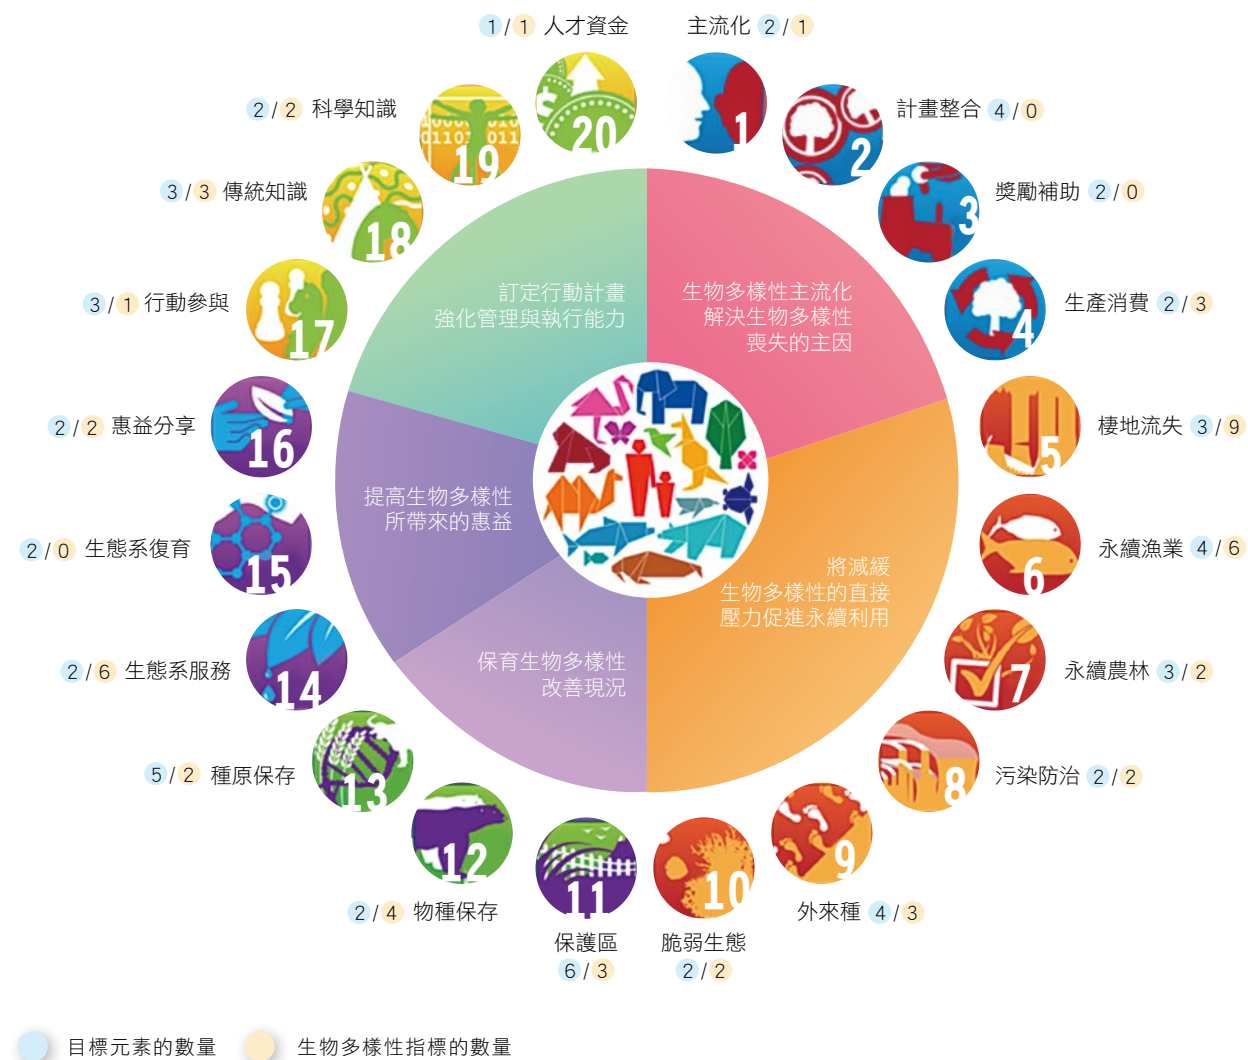 1/1 人才資金
主流化 2/1
2/2 科學知識
計畫整合 4/0
3/3 傳統知識
獎勵補助 2/0
3/1 行動參與
生產消費 2/3
2/2 惠益分享
棲地流失 3/9
2/0 生態系復育
永續漁業 4/6
2/6 生態系服務
永續農林 3/2
5/2 種原保存
污染防治 2/2
2/4 物種保存
外來種 4/3
保護區
6/3
脆弱生態
2/2
20
1
19
2
18
3
17
4
16
5
15
6
14
7
13
8
12
9
11
10
訂定行動計畫
強化管理與執行能力
生物多樣性主流化
解決生物多樣性
喪失的主因
提高生物多樣性
所帶來的惠益
將減緩
生物多樣性的直接
壓力促進永續利用
保育生物多樣性
改善現況
目標元素的數量
生物多樣性指標的數量